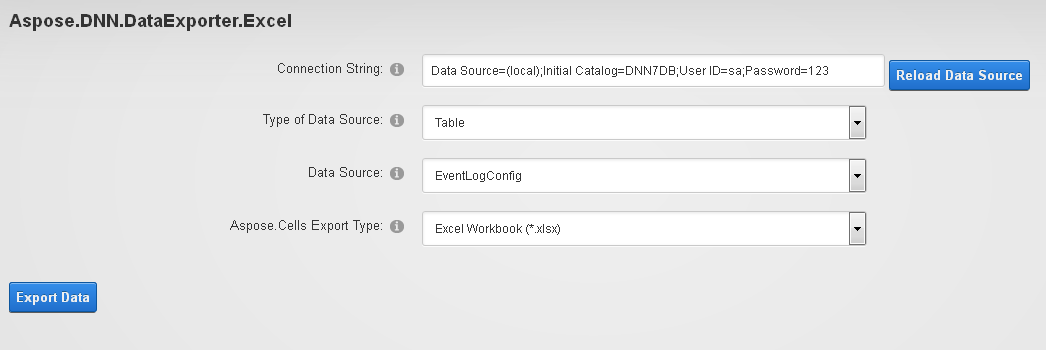 Aspose.DNN.DataExporter.Excel
Connection String: Data Source=(local);Initial Catalog=DNN7DB;User ID=sa;Password=123 Reload Data Source
Type of Data Source: Table
Data Source: EventLogConfig
Aspose.Cells Export Type: Excel Workbook (*.xlsx)
Export Data